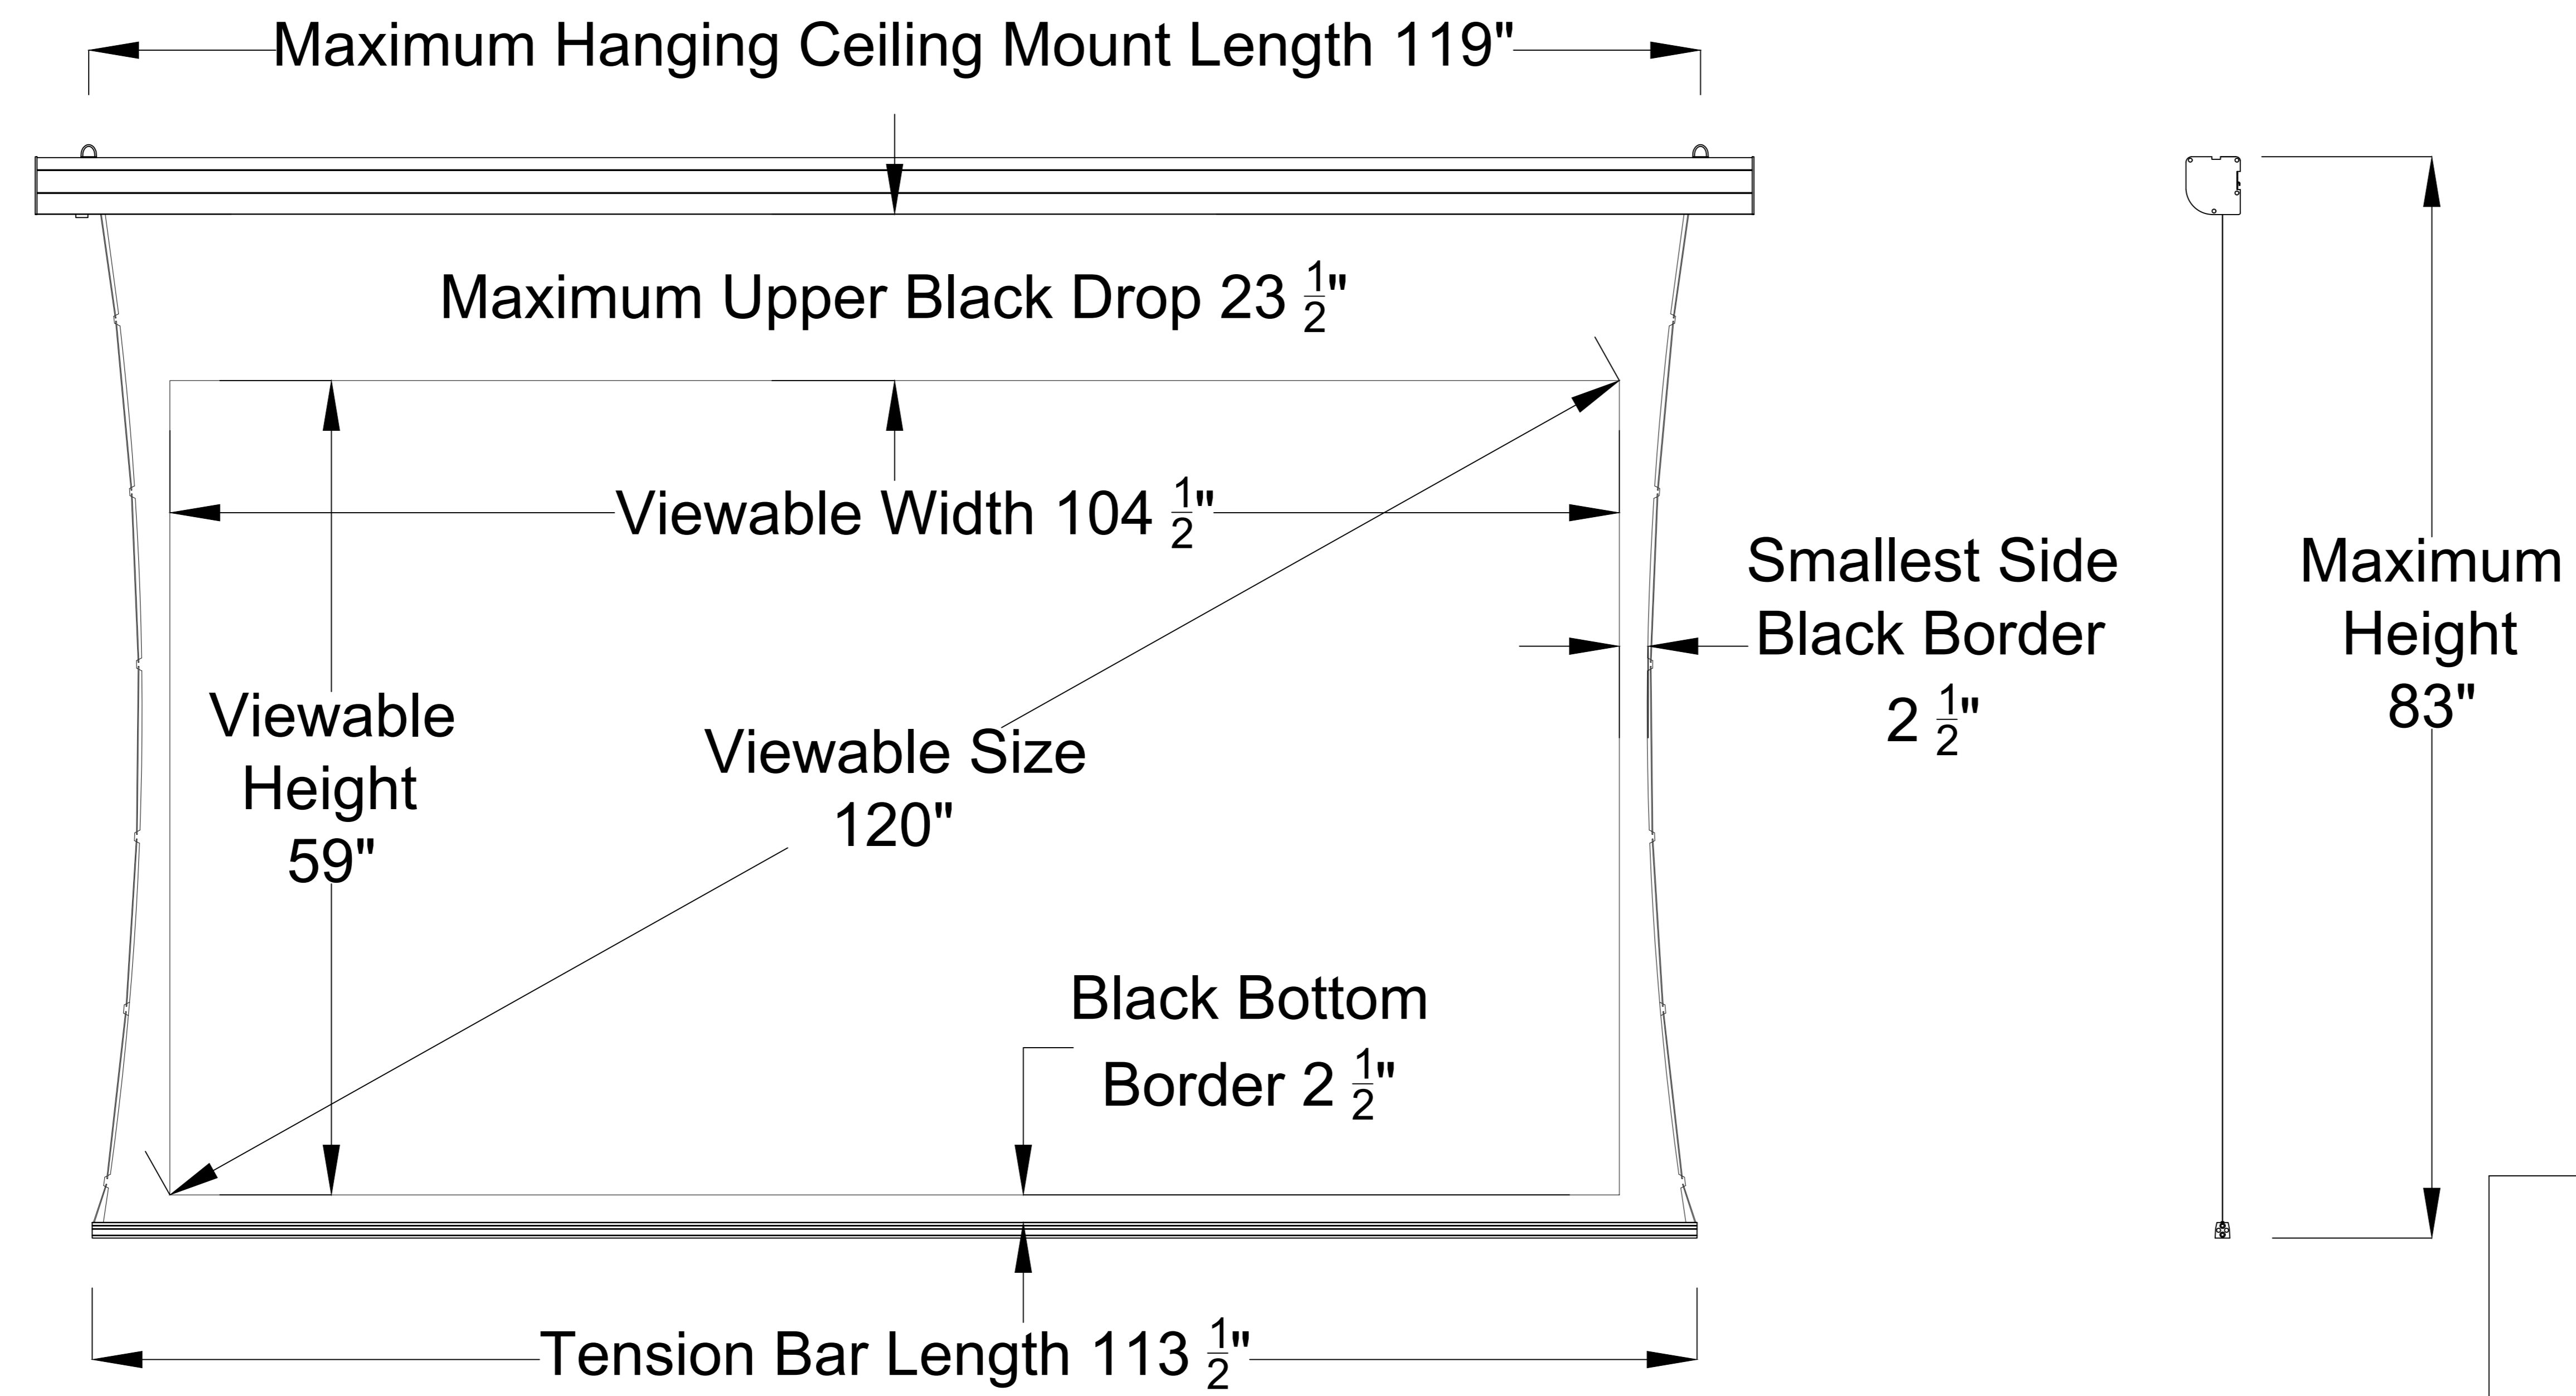 Maximum Hanging Ceiling Mount Length 119"
Maximum Upper Black Drop 23 1/2"
Viewable Width 104 1/2"
Smallest Side
Black Border
2 1/2"
Maximum
Height
83"
Viewable
Height
59"
Viewable Size
120"
Black Bottom
Border 2 1/2"
Tension Bar Length 113 1/2"